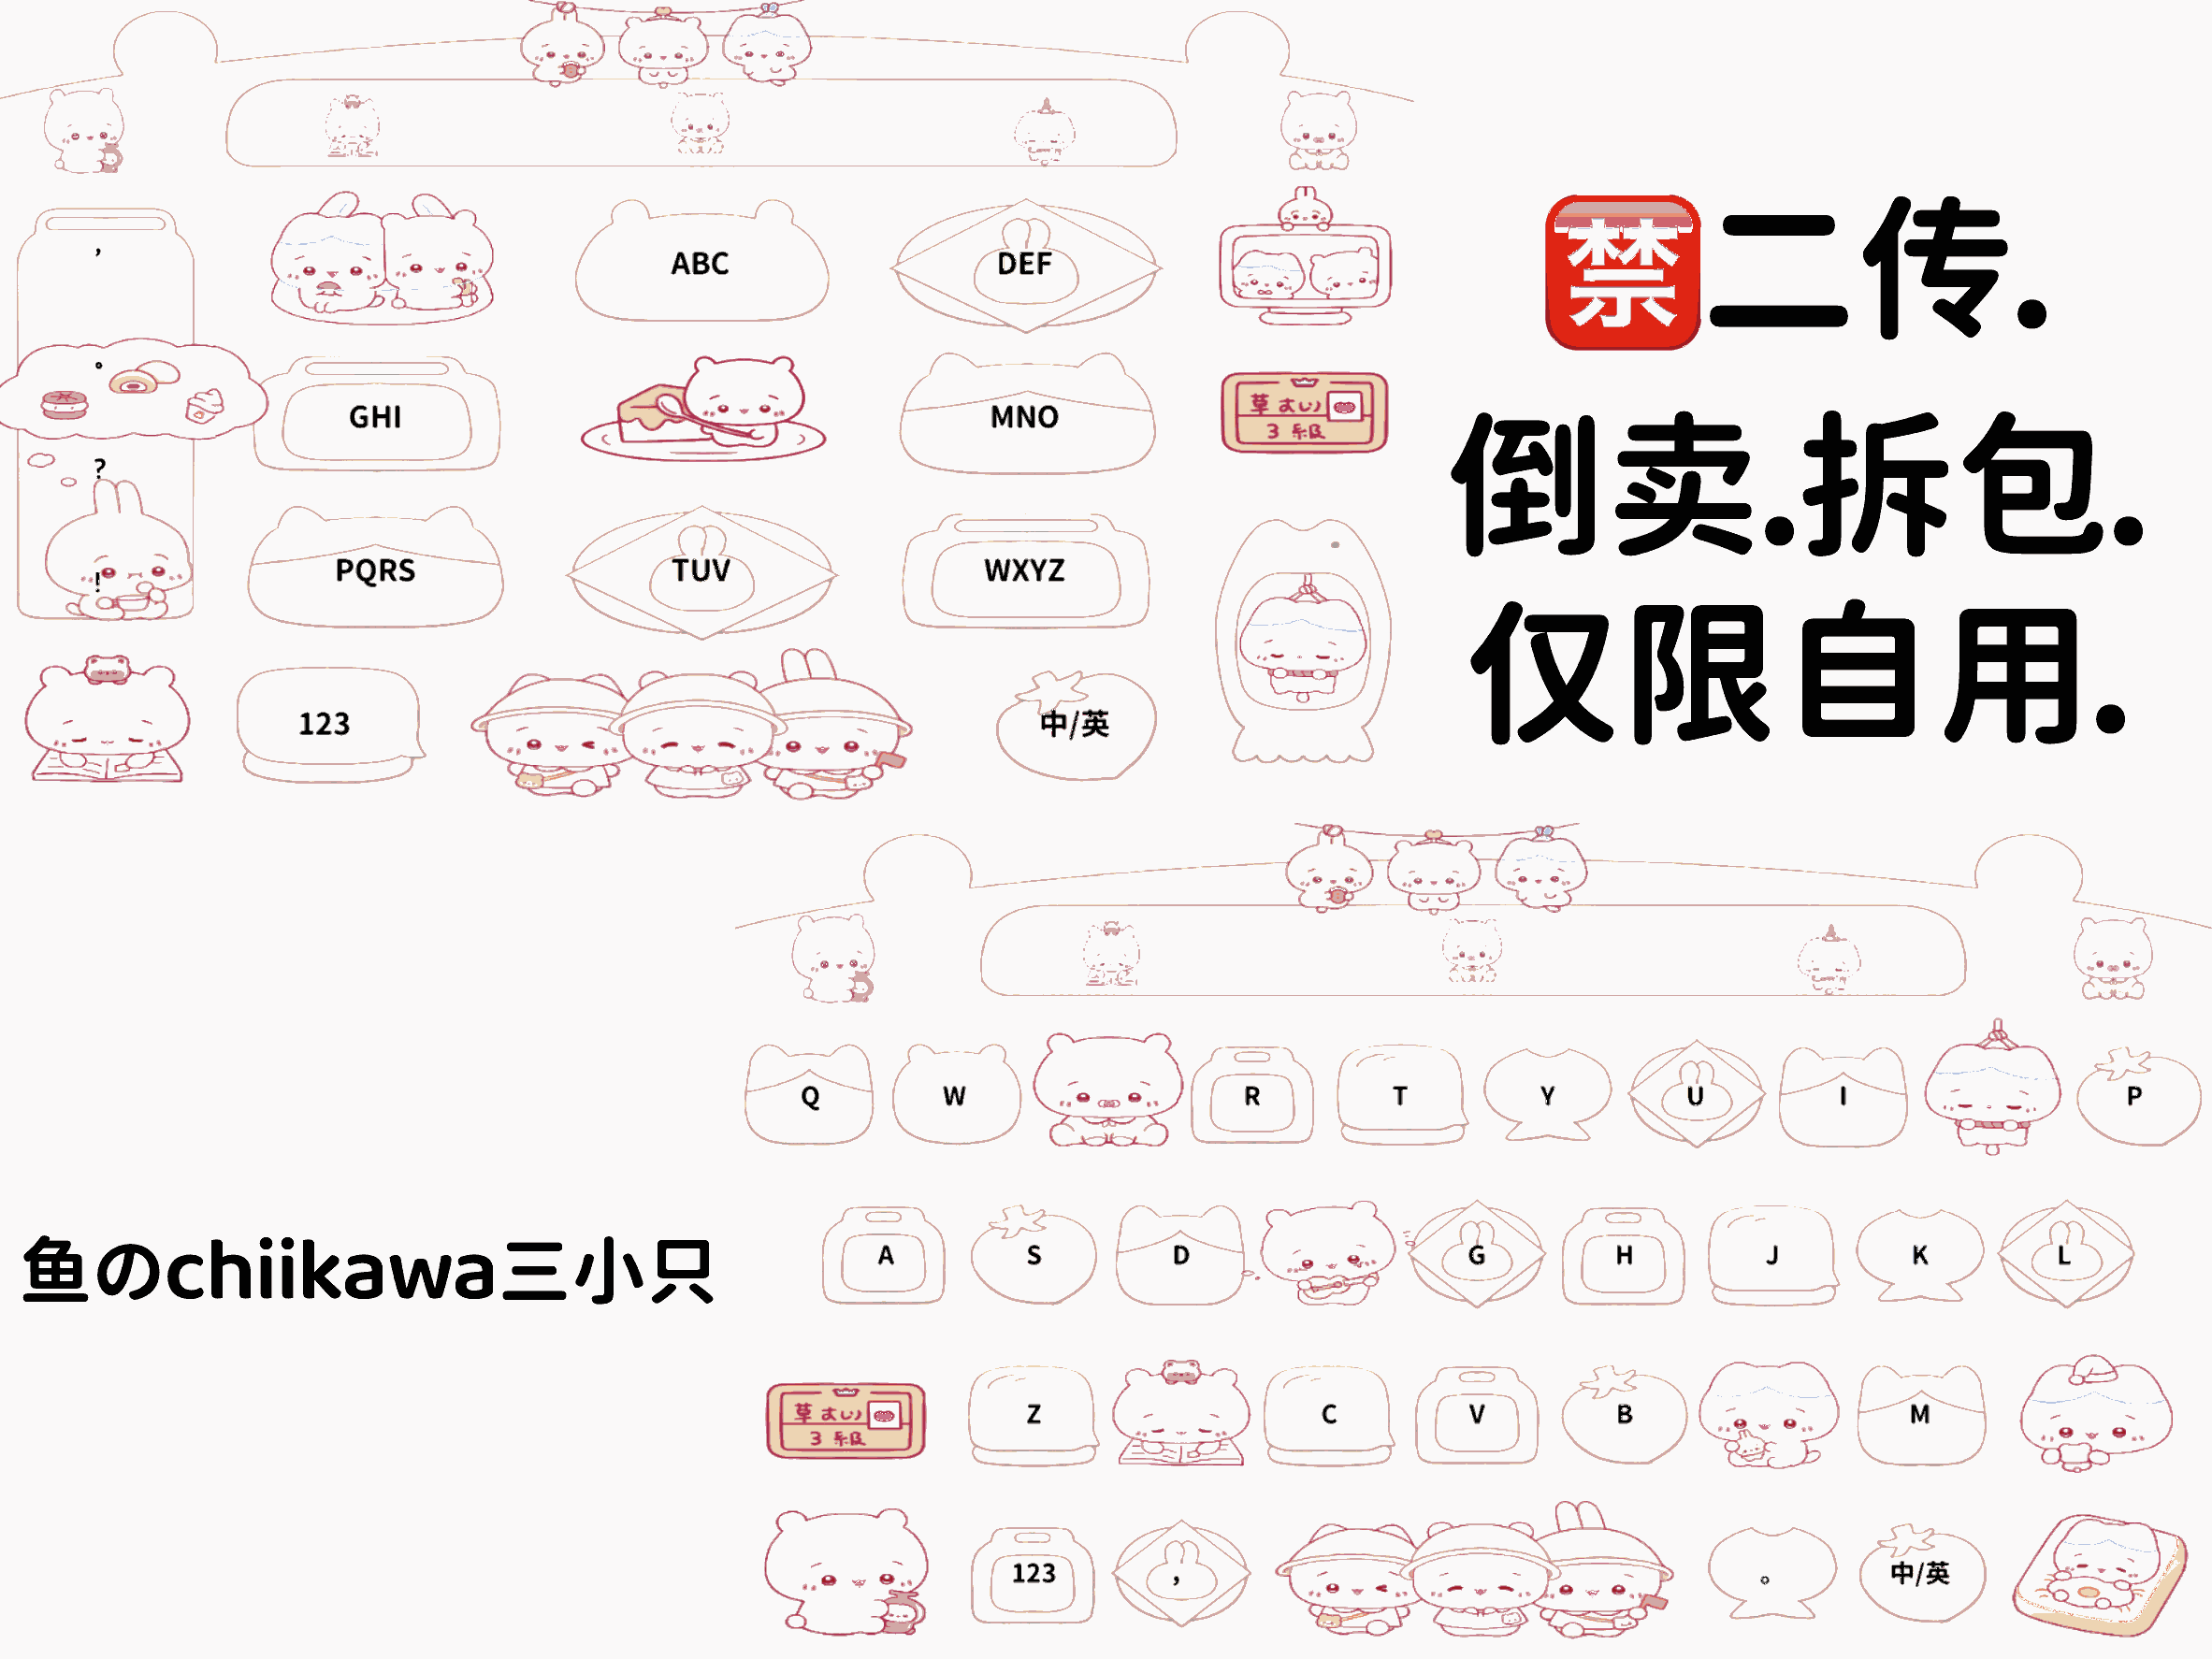 ,
ABC
DEF
禁二传.
。
GHI
MNO
草むしり
3級
倒卖.拆包.
?
!
PQRS
TUV
WXYZ
仅限自用.
123
中/英
Q W R T Y U I P
鱼のchiikawa三小只
A S D G H J K L
草むしり
3級
Z C V B M
123 , 。 中/英